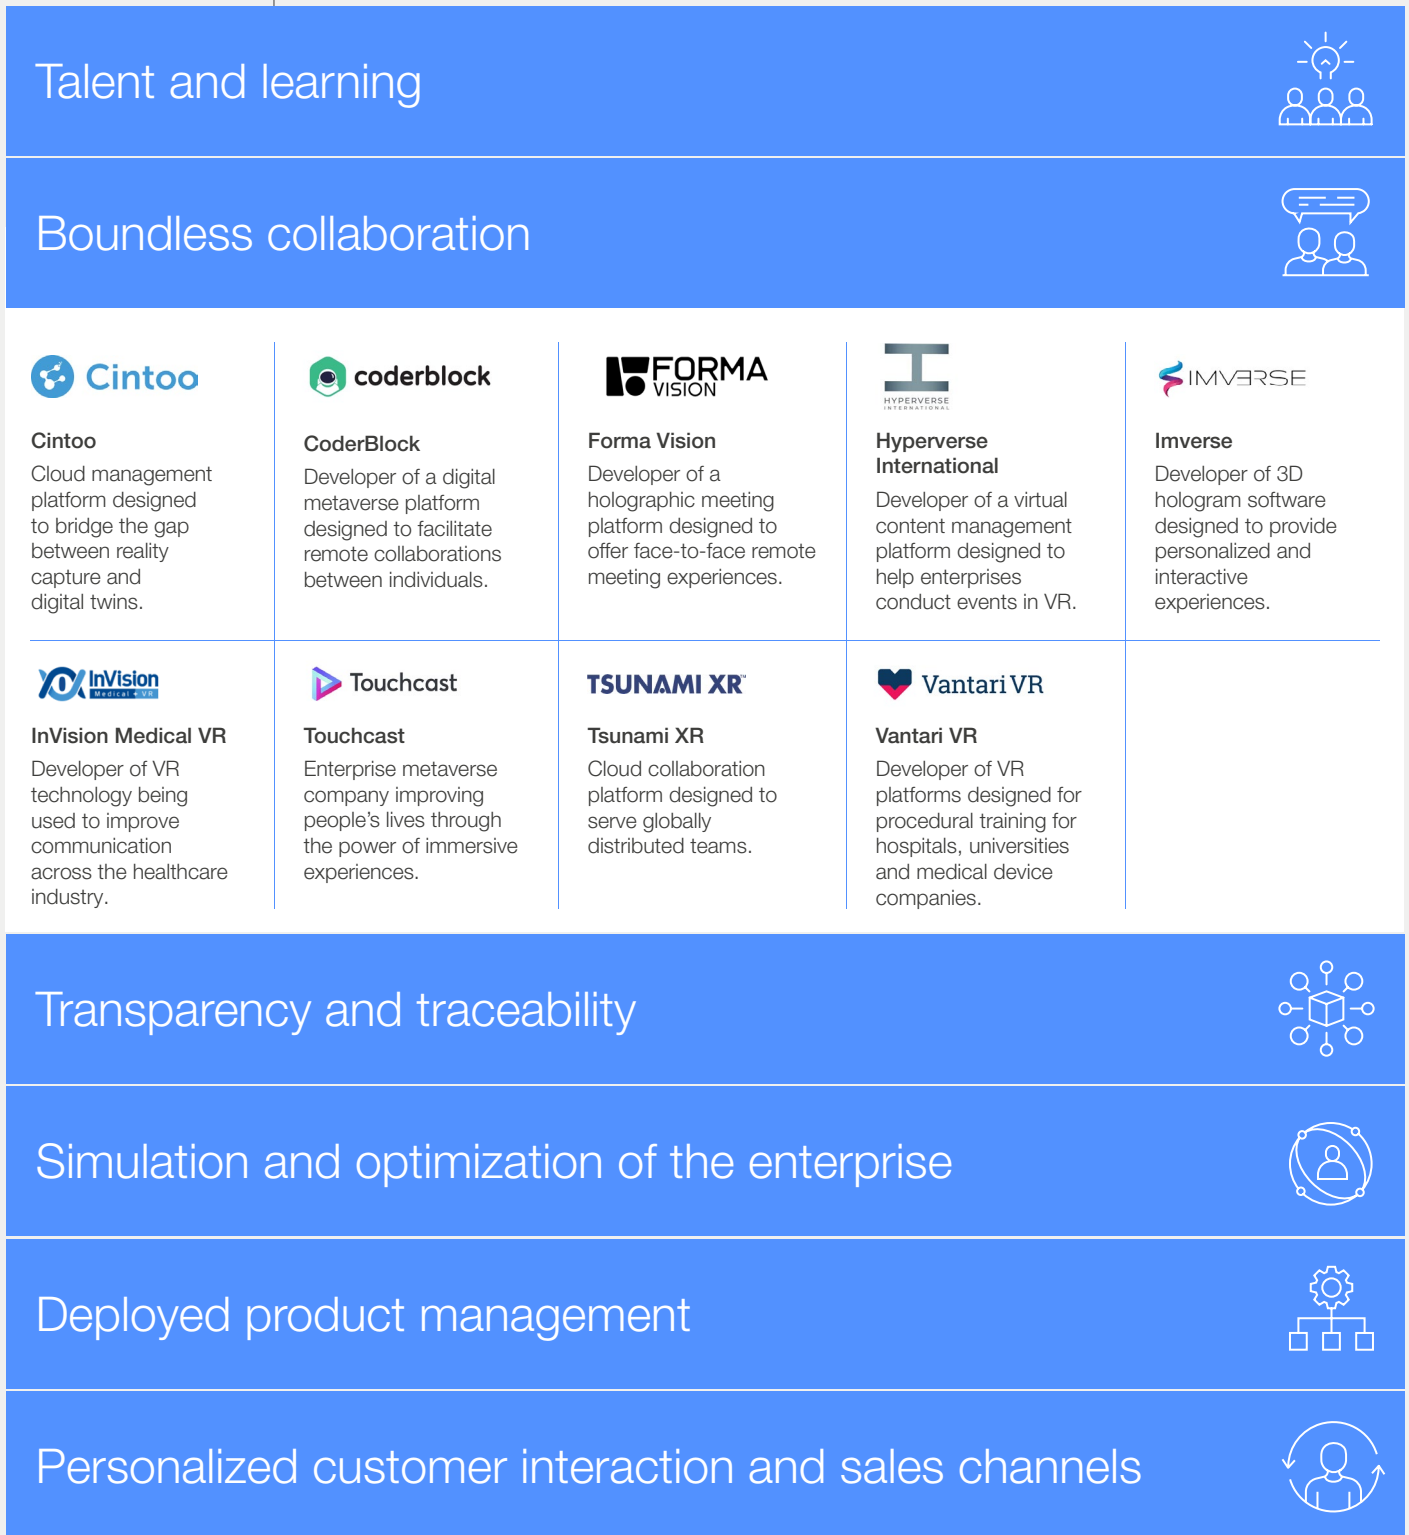 Talent and learning
Boundless collaboration
Cintoo
coderblock
FORMA
VISION
HYPERVERSE
INTERNATIONAL
IMVERSE
Cintoo
Cloud management
platform designed
to bridge the gap
between reality
capture and
digital twins.
CoderBlock
Developer of a digital
metaverse platform
designed to facilitate
remote collaborations
between individuals.
Forma Vision
Developer of a
holographic meeting
platform designed to
offer face-to-face remote
meeting experiences.
Hyperverse
International
Developer of a virtual
content management
platform designed to
help enterprises
conduct events in VR.
Imverse
Developer of 3D
hologram software
designed to provide
personalized and
interactive
experiences.
InVision
Medical + VR
Touchcast
TSUNAMI XR™
Vantari VR
InVision Medical VR
Developer of VR
technology being
used to improve
communication
across the healthcare
industry.
Touchcast
Enterprise metaverse
company improving
people’s lives through
the power of immersive
experiences.
Tsunami XR
Cloud collaboration
platform designed to
serve globally
distributed teams.
Vantari VR
Developer of VR
platforms designed for
procedural training for
hospitals, universities
and medical device
companies.
Transparency and traceability
Simulation and optimization of the enterprise
Deployed product management
Personalized customer interaction and sales channels